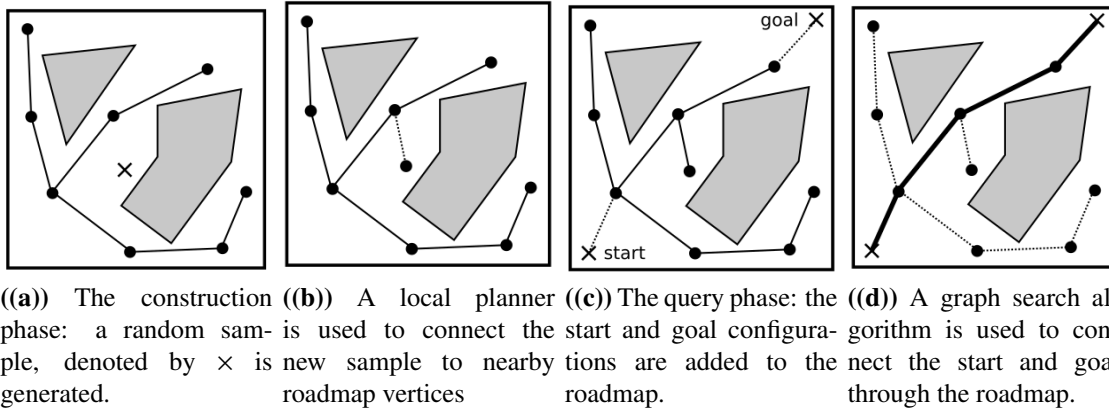 goal
start
((a)) The construction
phase: a random sam-
ple, denoted by × is
generated.
((b)) A local planner
is used to connect the
new sample to nearby
roadmap vertices
((c)) The query phase: the
start and goal configura-
tions are added to the
roadmap.
((d)) A graph search al
gorithm is used to con
nect the start and goa
through the roadmap.